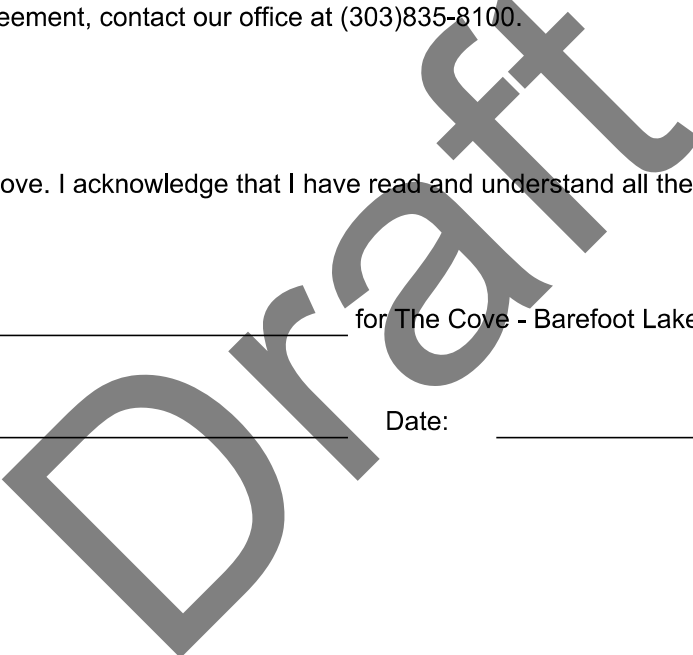 eement, contact our office at (303)835-8100.
ove. I acknowledge that I have read and understand all the
for The Cove - Barefoot Lake
Date:
Draft